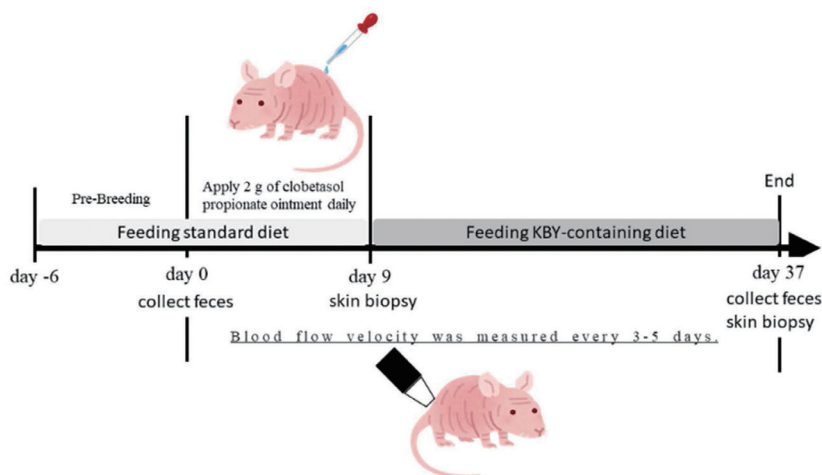 Pre-Breeding
Apply 2 g of clobetasol
propionate ointment daily
End
Feeding standard diet
Feeding KBY-containing diet
day -6
day 0
collect feces
day 9
skin biopsy
day 37
collect feces
skin biopsy
Blood flow velocity was measured every 3-5 days.